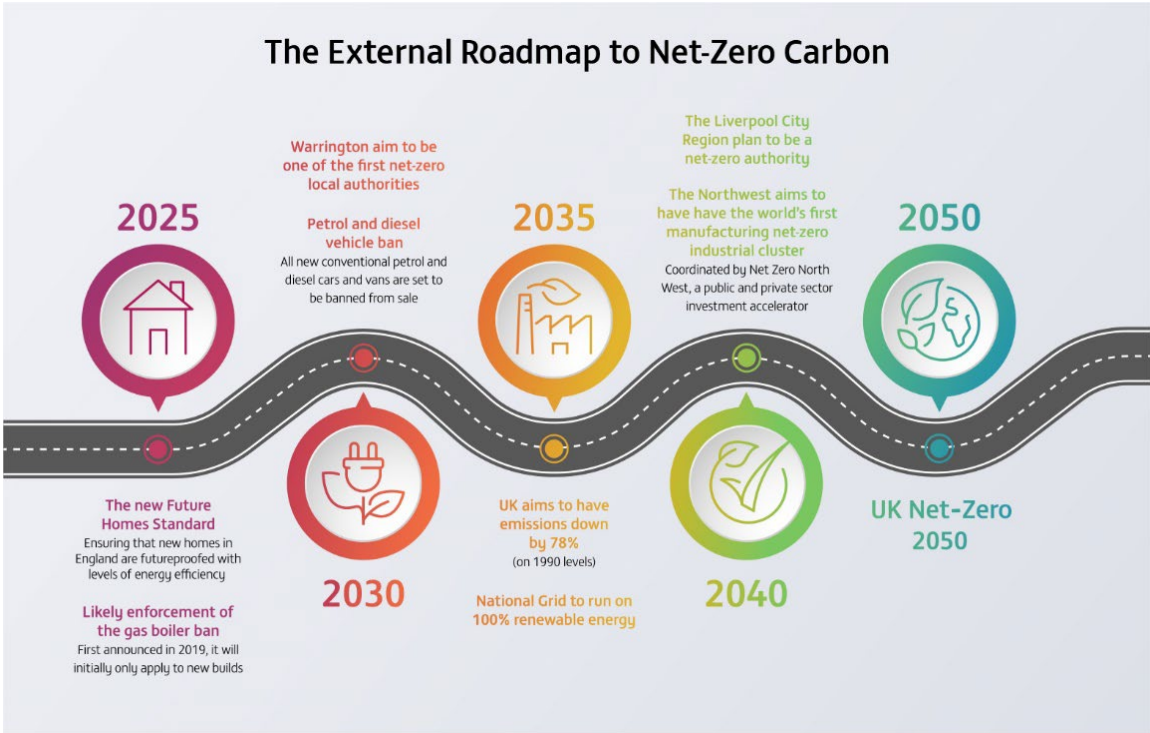 The External Roadmap to Net-Zero Carbon
2025
The new Future
Homes Standard
Ensuring that new homes in
England are futureproofed with
levels of energy efficiency
Likely enforcement of
the gas boiler ban
First announced in 2019, it will
initially only apply to new builds
Warrington aim to be
one of the first net-zero
local authorities
Petrol and diesel
vehicle ban
All new conventional petrol and
diesel cars and vans are set to
be banned from sale
2030
2035
UK aims to have
emissions down
by 78%
(on 1990 levels)
National Grid to run on
100% renewable energy
The Liverpool City
Region plan to be a
net-zero authority
The Northwest aims to
have have the world's first
manufacturing net-zero
industrial cluster
Coordinated by Net Zero North
West, a public and private sector
investment accelerator
2040
2050
UK Net-Zero
2050